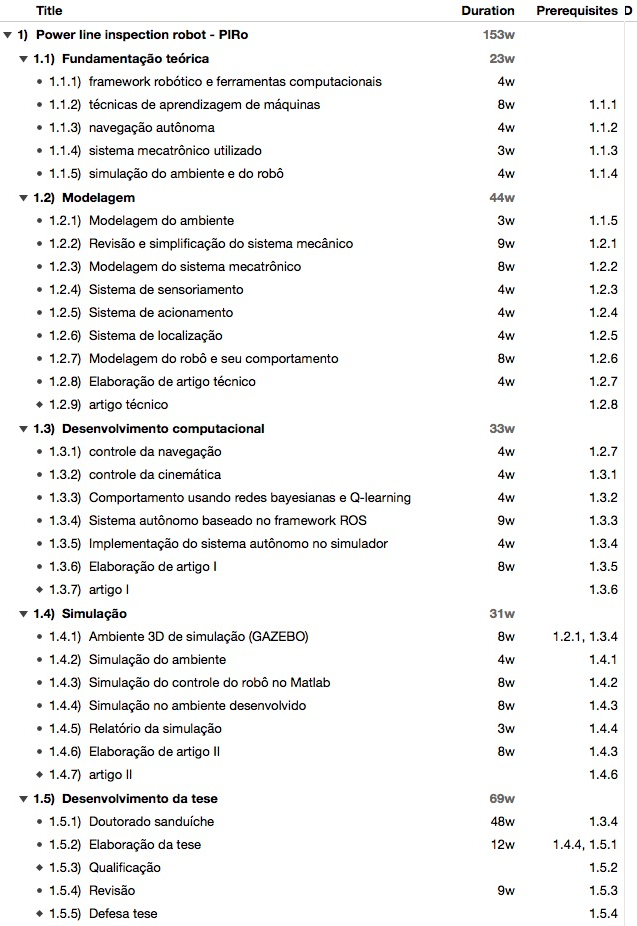 Title Duration Prerequisites D
1) Power line inspection robot - PIRo 153w
1.1) Fundamentação teórica 23w
1.1.1) framework robótico e ferramentas computacionais 4w
1.1.2) técnicas de aprendizagem de máquinas 8w 1.1.1
1.1.3) navegação autônoma 4w 1.1.2
1.1.4) sistema mecatrônico utilizado 3w 1.1.3
1.1.5) simulação do ambiente e do robô 4w 1.1.4
1.2) Modelagem 44w
1.2.1) Modelagem do ambiente 3w 1.1.5
1.2.2) Revisão e simplificação do sistema mecânico 9w 1.2.1
1.2.3) Modelagem do sistema mecatrônico 8w 1.2.2
1.2.4) Sistema de sensoriamento 4w 1.2.3
1.2.5) Sistema de acionamento 4w 1.2.4
1.2.6) Sistema de localização 4w 1.2.5
1.2.7) Modelagem do robô e seu comportamento 8w 1.2.6
1.2.8) Elaboração de artigo técnico 4w 1.2.7
1.2.9) artigo técnico 1.2.8
1.3) Desenvolvimento computacional 33w
1.3.1) controle da navegação 4w 1.2.7
1.3.2) controle da cinemática 4w 1.3.1
1.3.3) Comportamento usando redes bayesianas e Q-learning 4w 1.3.2
1.3.4) Sistema autônomo baseado no framework ROS 9w 1.3.3
1.3.5) Implementação do sistema autônomo no simulador 4w 1.3.4
1.3.6) Elaboração de artigo I 8w 1.3.5
1.3.7) artigo I 1.3.6
1.4) Simulação 31w
1.4.1) Ambiente 3D de simulação (GAZEBO) 8w 1.2.1, 1.3.4
1.4.2) Simulação do ambiente 4w 1.4.1
1.4.3) Simulação do controle do robô no Matlab 8w 1.4.2
1.4.4) Simulação no ambiente desenvolvido 8w 1.4.3
1.4.5) Relatório da simulação 3w 1.4.4
1.4.6) Elaboração de artigo II 8w 1.4.3
1.4.7) artigo II 1.4.6
1.5) Desenvolvimento da tese 69w
1.5.1) Doutorado sanduíche 48w 1.3.4
1.5.2) Elaboração da tese 12w 1.4.4, 1.5.1
1.5.3) Qualificação 1.5.2
1.5.4) Revisão 9w 1.5.3
1.5.5) Defesa tese 1.5.4